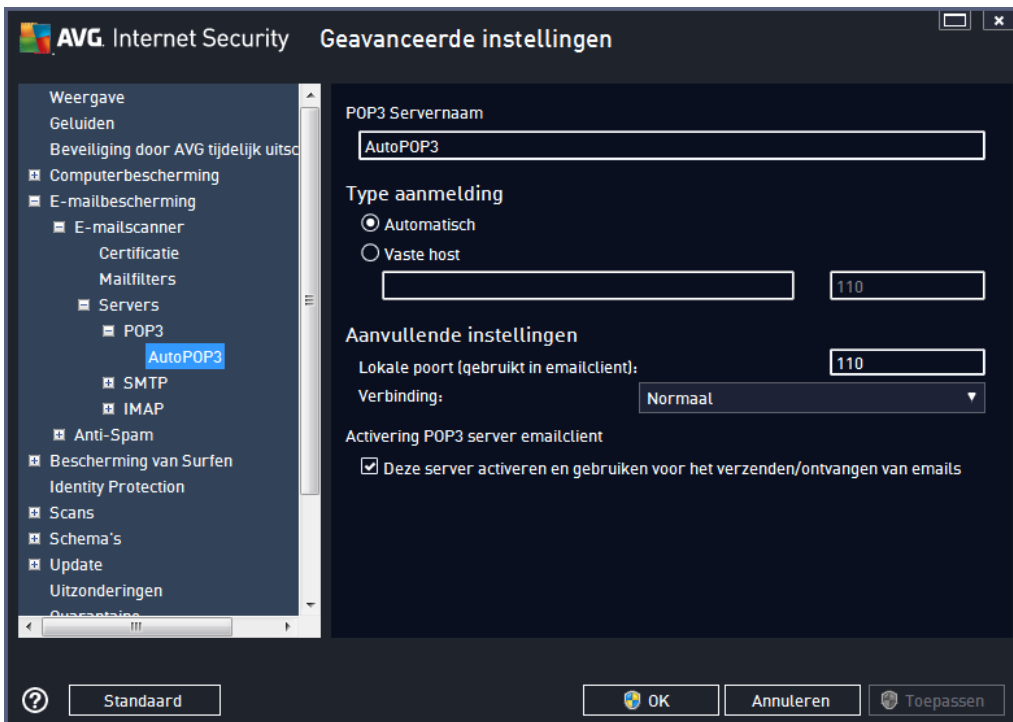 AVG. Internet Security Geavanceerde instellingen
Weergave
Geluiden
Beveiliging door AVG tijdelijk uitsc
Computerbescherming
E-mailbescherming
E-mailscanner
Certificatie
Mailfilters
Servers
POP3
AutoPOP3
SMTP
IMAP
Anti-Spam
Bescherming van Surfen
Identity Protection
Scans
Schema's
Update
Uitzonderingen
Quarantaine
POP3 Servernaam
AutoPOP3
Type aanmelding
Automatisch
Vaste host
110
Aanvullende instellingen
Lokale poort (gebruikt in emailclient): 110
Verbinding: Normaal
Activering POP3 server emailclient
Deze server activeren en gebruiken voor het verzenden/ontvangen van emails
? Standaard OK Annuleren Toepassen